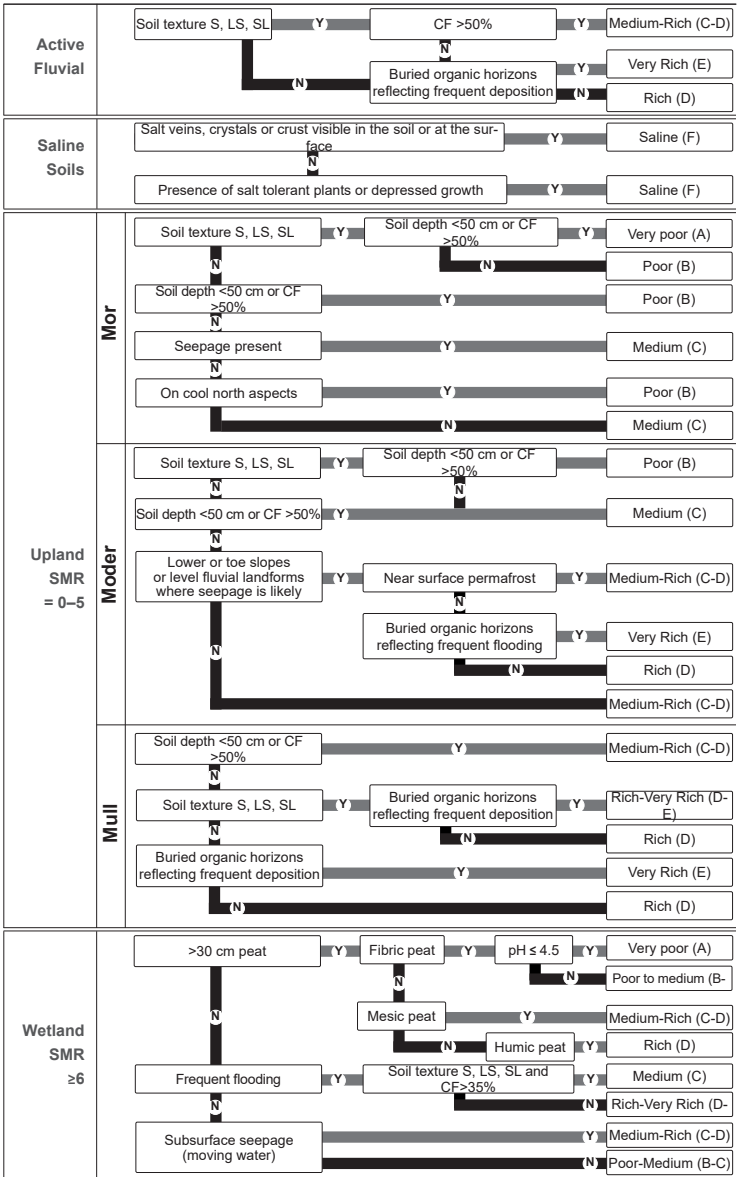 Active
Fluvial
Soil texture S, LS, SL
Y
CF >50%
Y
Medium-Rich (C-D)
N
N
Buried organic horizons
reflecting frequent deposition
Y
Very Rich (E)
N
Rich (D)
Saline
Soils
Salt veins, crystals or crust visible in the soil or at the sur-
face
Y
Saline (F)
N
Presence of salt tolerant plants or depressed growth
Y
Saline (F)
Upland
SMR
= 0–5
Mor
Soil texture S, LS, SL
Y
Soil depth <50 cm or CF
>50%
Y
Very poor (A)
N
N
Poor (B)
Soil depth <50 cm or CF
>50%
Y
Poor (B)
N
Seepage present
Y
Medium (C)
N
On cool north aspects
Y
Poor (B)
N
Medium (C)
Moder
Soil texture S, LS, SL
Y
Soil depth <50 cm or CF
>50%
Poor (B)
N
N
Soil depth <50 cm or CF >50%
Y
Medium (C)
N
Lower or toe slopes
or level fluvial landforms
where seepage is likely
Y
Near surface permafrost
Y
Medium-Rich (C-D)
N
Buried organic horizons
reflecting frequent flooding
Y
Very Rich (E)
N
N
Rich (D)
Medium-Rich (C-D)
Mull
Soil depth <50 cm or CF
>50%
Y
Medium-Rich (C-D)
N
Soil texture S, LS, SL
Y
Buried organic horizons
reflecting frequent deposition
Y
Rich-Very Rich (D-
E)
N
N
Rich (D)
Buried organic horizons
reflecting frequent deposition
Y
Very Rich (E)
N
Rich (D)
Wetland
SMR
≥6
>30 cm peat
Y
Fibric peat
Y
pH ≤ 4.5
Y
Very poor (A)
N
N
Poor to medium (B-
N
Mesic peat
Y
Medium-Rich (C-D)
N
Humic peat
Y
Rich (D)
Frequent flooding
Y
Soil texture S, LS, SL and
CF>35%
Y
Medium (C)
N
N
Rich-Very Rich (D-
Subsurface seepage
(moving water)
Y
Medium-Rich (C-D)
N
Poor-Medium (B-C)